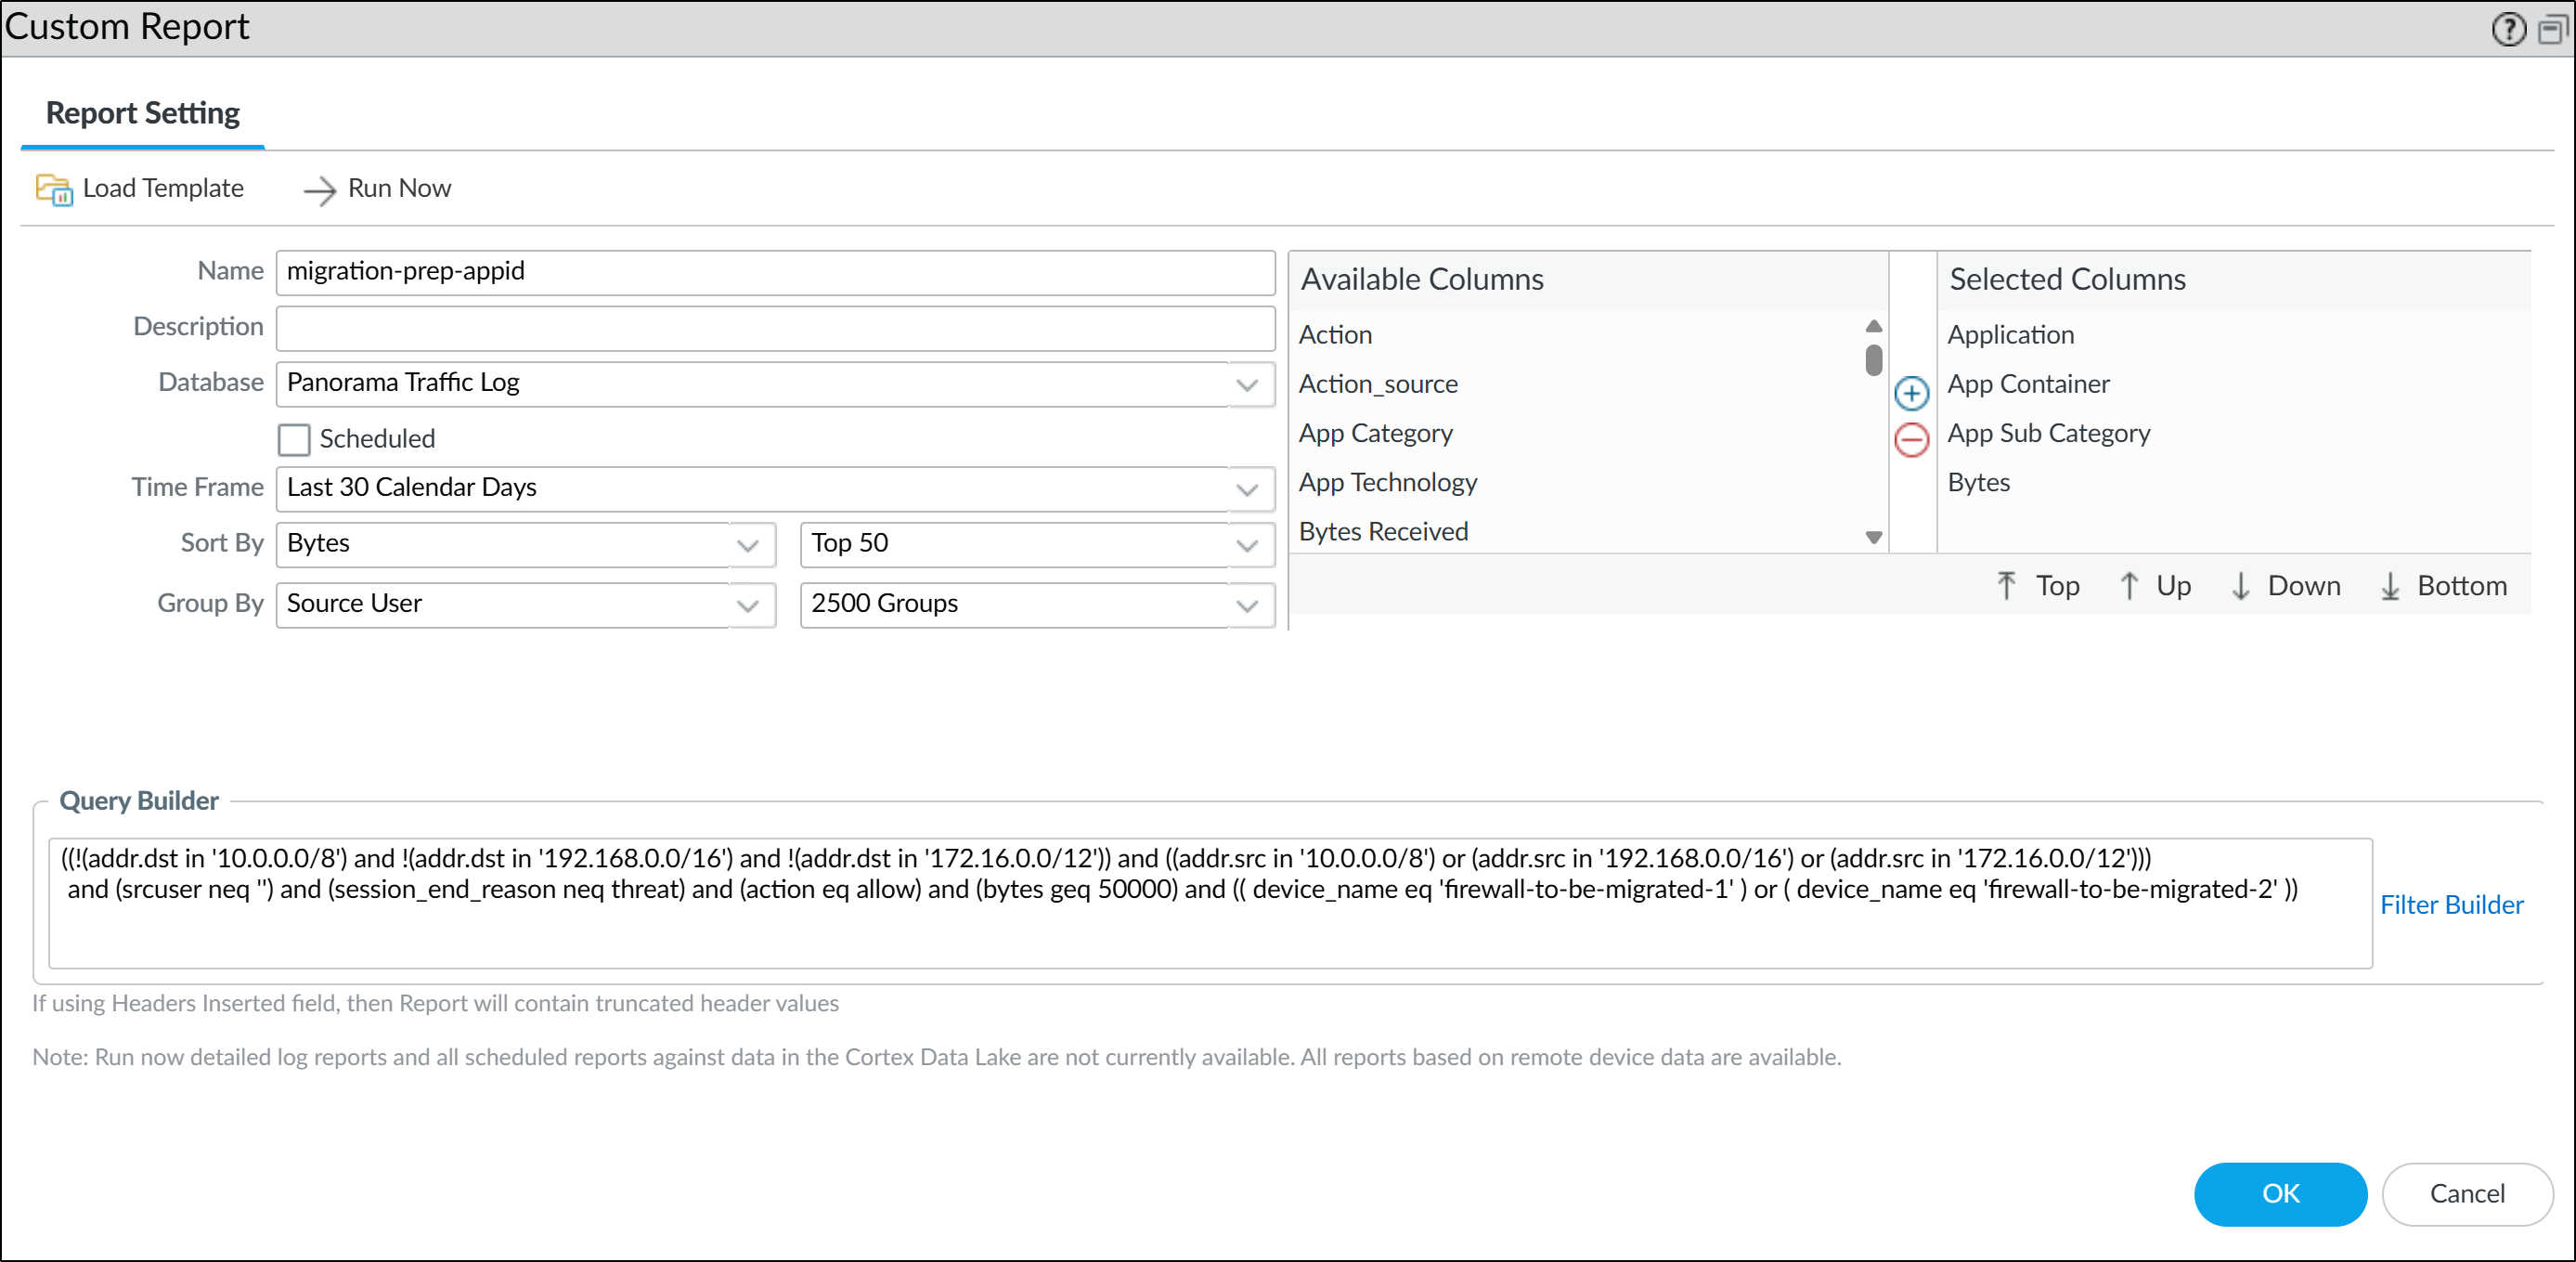 Custom Report
Report Setting
Load Template
Run Now
Name
migration-prep-appid
Description
Database
Panorama Traffic Log
Scheduled
Time Frame
Last 30 Calendar Days
Sort By
Bytes
Top 50
Group By
Source User
2500 Groups
Available Columns
Action
Action_source
App Category
App Technology
Bytes Received
Selected Columns
Application
App Container
App Sub Category
Bytes
Top
Up
Down
Bottom
Query Builder
((!(addr.dst in '10.0.0.0/8') and !(addr.dst in '192.168.0.0/16') and !(addr.dst in '172.16.0.0/12')) and ((addr.src in '10.0.0.0/8') or (addr.src in '192.168.0.0/16') or (addr.src in '172.16.0.0/12')))
and (srcuser neq '') and (session_end_reason neq threat) and (action eq allow) and (bytes geq 50000) and (( device_name eq 'firewall-to-be-migrated-1' ) or ( device_name eq 'firewall-to-be-migrated-2' ))
Filter Builder
If using Headers Inserted field, then Report will contain truncated header values
Note: Run now detailed log reports and all scheduled reports against data in the Cortex Data Lake are not currently available. All reports based on remote device data are available.
OK
Cancel